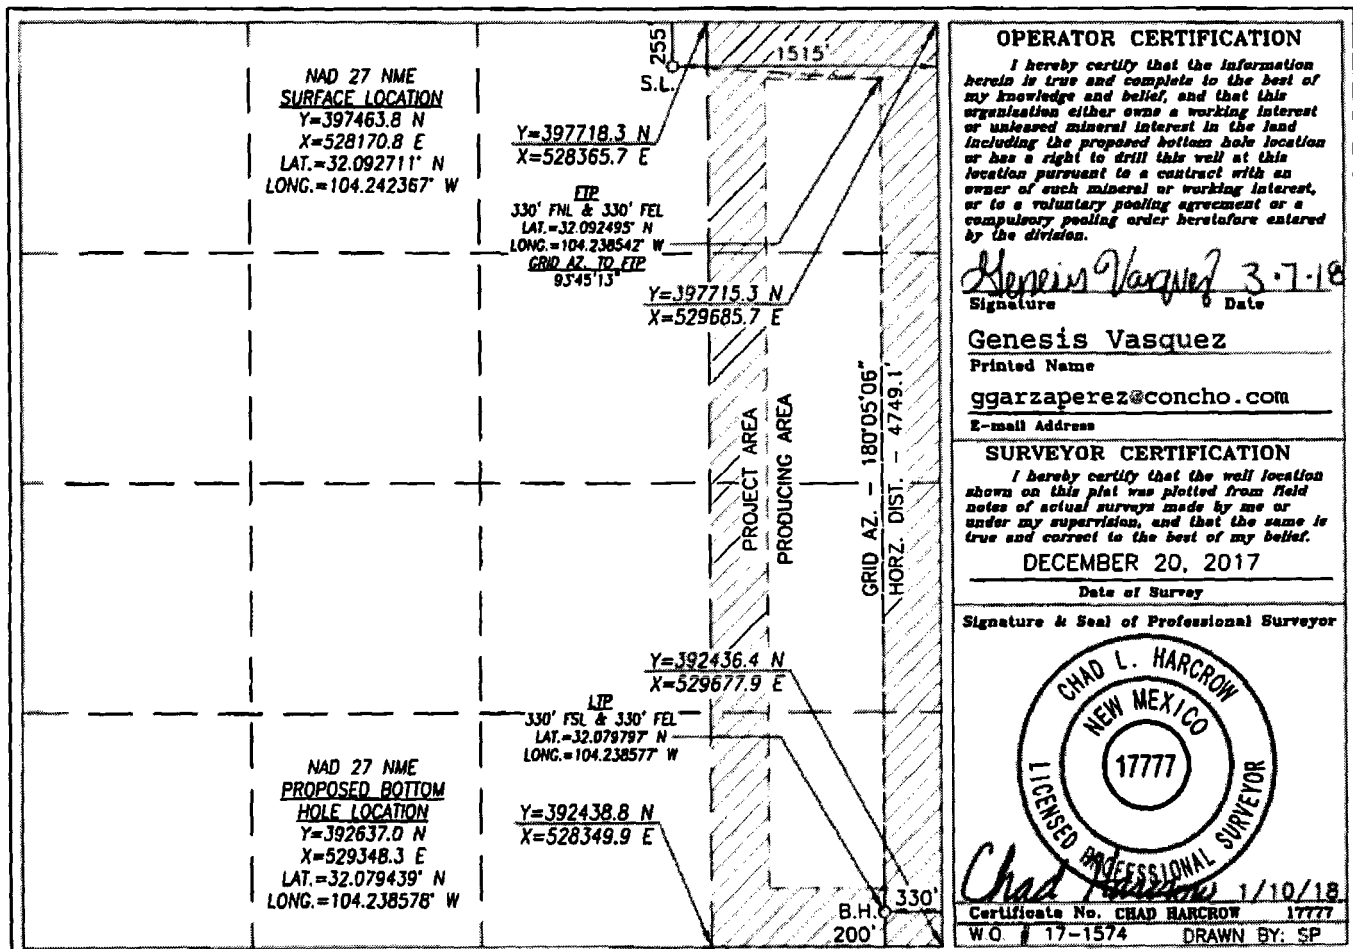 NAD 27 NME
SURFACE LOCATION
Y=397463.8 N
X=528170.8 E
LAT.=32.092711° N
LONG.=104.242367° W
255'
1515'
S.L.
Y=397718.3 N
X=528365.7 E
FTP
330' FNL & 330' FEL
LAT.=32.092495° N
LONG.=104.238542° W
GRID AZ. TO FTP
93°45'13"
Y=397715.3 N
X=529685.7 E
PROJECT AREA
PRODUCING AREA
GRID AZ. - 180°05'06"
HORZ. DIST. - 4749.1'
Y=392436.4 N
X=529677.9 E
LTP
330' FSL & 330' FEL
LAT.=32.079797° N
LONG.=104.238577° W
NAD 27 NME
PROPOSED BOTTOM
HOLE LOCATION
Y=392637.0 N
X=529348.3 E
LAT.=32.079439° N
LONG.=104.238578° W
Y=392438.8 N
X=528349.9 E
330'
B.H.
200'
OPERATOR CERTIFICATION
I hereby certify that the information
herein is true and complete to the best of
my knowledge and belief, and that this
organization either owns a working interest
or unleased mineral interest in the land
including the proposed bottom hole location
or has a right to drill this well at this
location pursuant to a contract with an
owner of such mineral or working interest,
or to a voluntary pooling agreement or a
compulsory pooling order heretofore entered
by the division.
Genesis Vasquez 3-7-18
Signature Date
Genesis Vasquez
Printed Name
ggarzaperez@concho.com
E-mail Address
SURVEYOR CERTIFICATION
I hereby certify that the well location
shown on this plat was plotted from field
notes of actual surveys made by me or
under my supervision, and that the same is
true and correct to the best of my belief.
DECEMBER 20, 2017
Date of Survey
Signature & Seal of Professional Surveyor
CHAD L. HARCROW
NEW MEXICO
17777
LICENSED PROFESSIONAL SURVEYOR
Chad Harcrow 1/10/18
Certificate No. CHAD HARCROW 17777
W.O. # 17-1574 DRAWN BY: SP